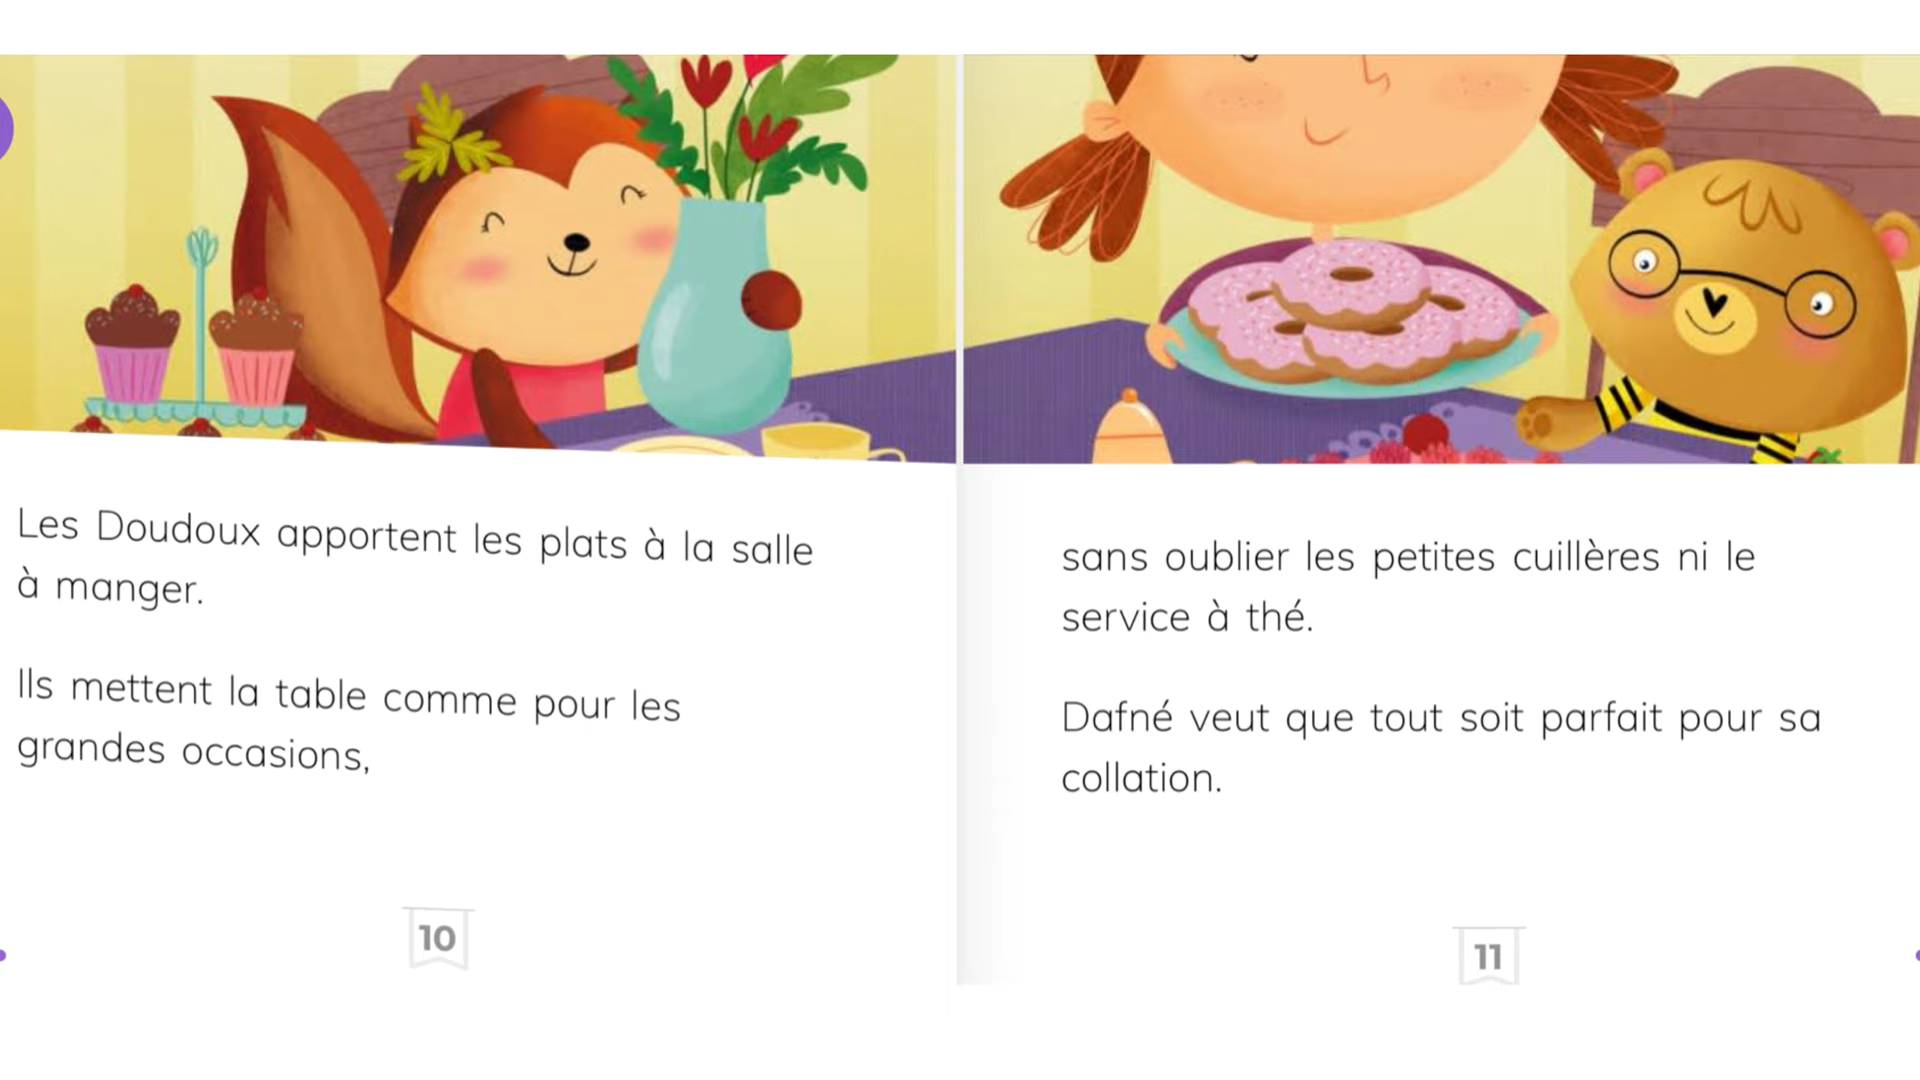 Les Doudoux apportent les plats à la salle
à manger.
Ils mettent la table comme pour les
grandes occasions,
10
sans oublier les petites cuillères ni le
service à thé.
Dafné veut que tout soit parfait pour sa
collation.
11